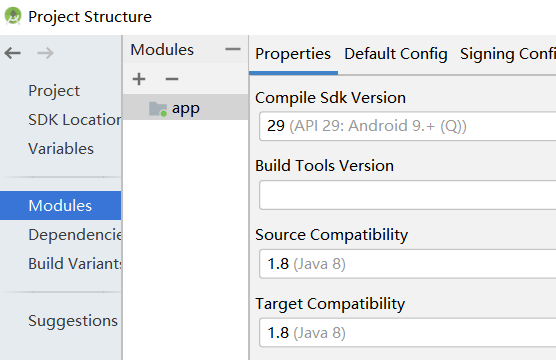 Project Structure
Modules
Properties Default Config Signing Confi
Project
SDK Location
Variables
Modules
Dependencie
Build Variants
Suggestions
app
Compile Sdk Version
29 (API 29: Android 9.+ (Q))
Build Tools Version
Source Compatibility
1.8 (Java 8)
Target Compatibility
1.8 (Java 8)